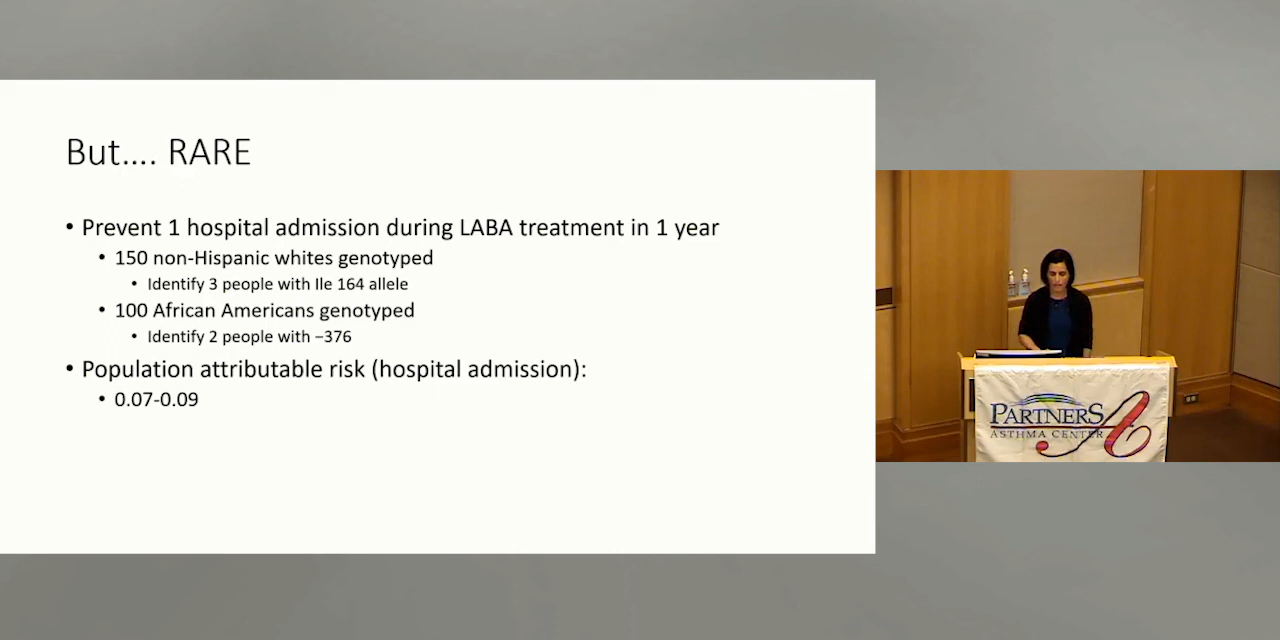 But.... RARE
• Prevent 1 hospital admission during LABA treatment in 1 year
• 150 non-Hispanic whites genotyped
• Identify 3 people with Ile 164 allele
• 100 African Americans genotyped
• Identify 2 people with −376
• Population attributable risk (hospital admission):
• 0.07-0.09
PARTNERS
ASTHMA CENTER